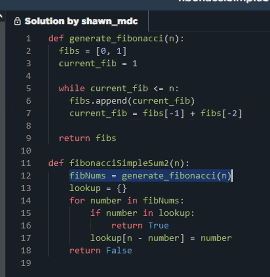 Solution by shawn_mdc
1 def generate_fibonacci(n):
2 fibs = [0, 1]
3 current_fib = 1
4
5 while current_fib <= n:
6 fibs.append(current_fib)
7 current_fib = fibs[-1] + fibs[-2]
8
9 return fibs
10
11 def fibonacciSimpleSum2(n):
12 fibNums = generate_fibonacci(n)
13 lookup = {}
14 for number in fibNums:
15 if number in lookup:
16 return True
17 lookup[n - number] = number
18 return False
19